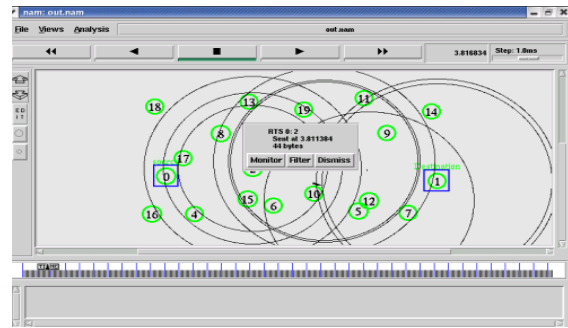 nam: out.nam
File Views Analysis out.nam
3.816834 Step: 1.0ms
18
13
19
11
14
8
9
RTS 0: 2
Sent at 3.811384
44 bytes
Monitor Filter Dismiss
17
0
Destination
1
15
6
10
5
12
16
4
7
TIME